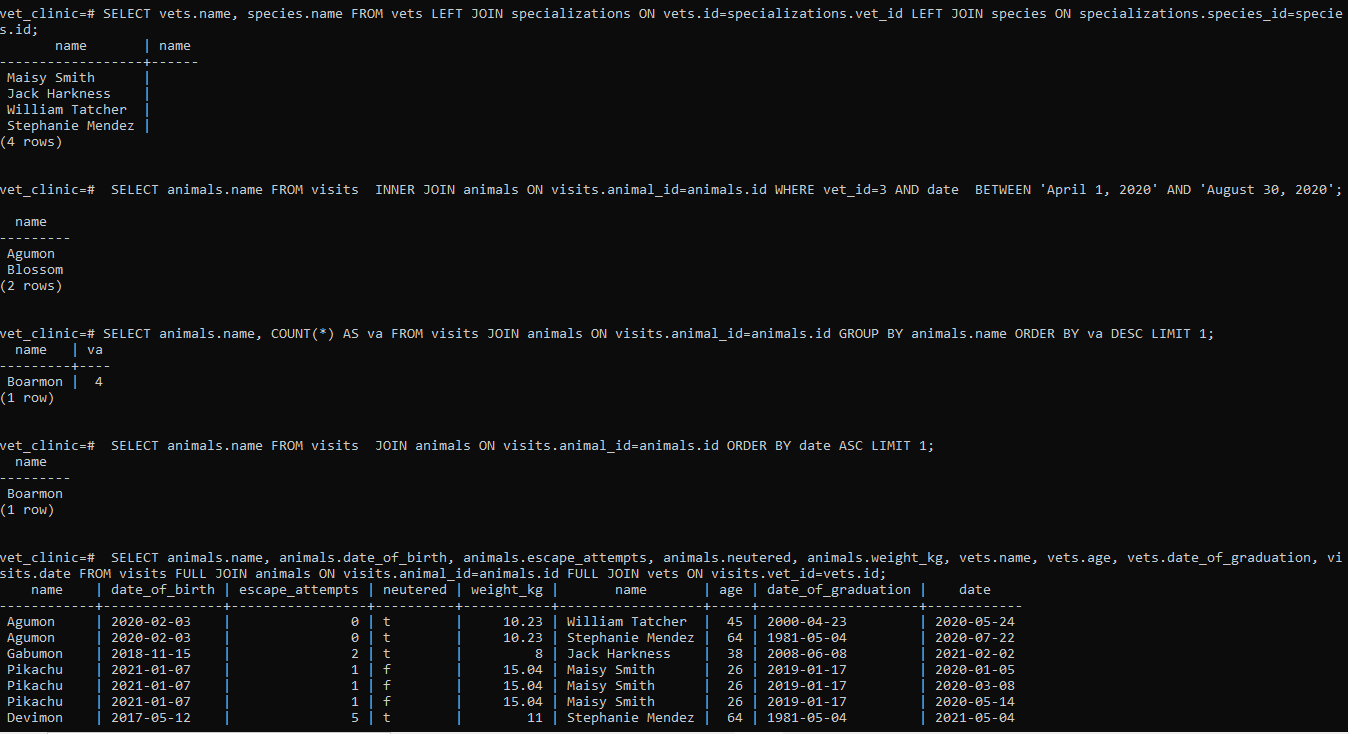 vet_clinic=# SELECT vets.name, species.name FROM vets LEFT JOIN specializations ON vets.id=specializations.vet_id LEFT JOIN species ON specializations.species_id=specie
s.id;
       name       | name
------------------+------
 Maisy Smith      |
 Jack Harkness    |
 William Tatcher  |
 Stephanie Mendez |
(4 rows)
vet_clinic=#  SELECT animals.name FROM visits  INNER JOIN animals ON visits.animal_id=animals.id WHERE vet_id=3 AND date  BETWEEN 'April 1, 2020' AND 'August 30, 2020';
  name
---------
 Agumon
 Blossom
(2 rows)
vet_clinic=# SELECT animals.name, COUNT(*) AS va FROM visits JOIN animals ON visits.animal_id=animals.id GROUP BY animals.name ORDER BY va DESC LIMIT 1;
  name   | va
---------+----
 Boarmon |  4
(1 row)
vet_clinic=#  SELECT animals.name FROM visits  JOIN animals ON visits.animal_id=animals.id ORDER BY date ASC LIMIT 1;
  name
---------
 Boarmon
(1 row)
vet_clinic=#  SELECT animals.name, animals.date_of_birth, animals.escape_attempts, animals.neutered, animals.weight_kg, vets.name, vets.age, vets.date_of_graduation, vi
sits.date FROM visits FULL JOIN animals ON visits.animal_id=animals.id FULL JOIN vets ON visits.vet_id=vets.id;
    name    | date_of_birth | escape_attempts | neutered | weight_kg |       name       | age | date_of_graduation |    date
------------+---------------+-----------------+----------+-----------+------------------+-----+--------------------+------------
 Agumon     | 2020-02-03    |               0 | t        |     10.23 | William Tatcher  |  45 | 2000-04-23         | 2020-05-24
 Agumon     | 2020-02-03    |               0 | t        |     10.23 | Stephanie Mendez |  64 | 1981-05-04         | 2020-07-22
 Gabumon    | 2018-11-15    |               2 | t        |         8 | Jack Harkness    |  38 | 2008-06-08         | 2021-02-02
 Pikachu    | 2021-01-07    |               1 | f        |     15.04 | Maisy Smith      |  26 | 2019-01-17         | 2020-01-05
 Pikachu    | 2021-01-07    |               1 | f        |     15.04 | Maisy Smith      |  26 | 2019-01-17         | 2020-03-08
 Pikachu    | 2021-01-07    |               1 | f        |     15.04 | Maisy Smith      |  26 | 2019-01-17         | 2020-05-14
 Devimon    | 2017-05-12    |               5 | t        |        11 | Stephanie Mendez |  64 | 1981-05-04         | 2021-05-04